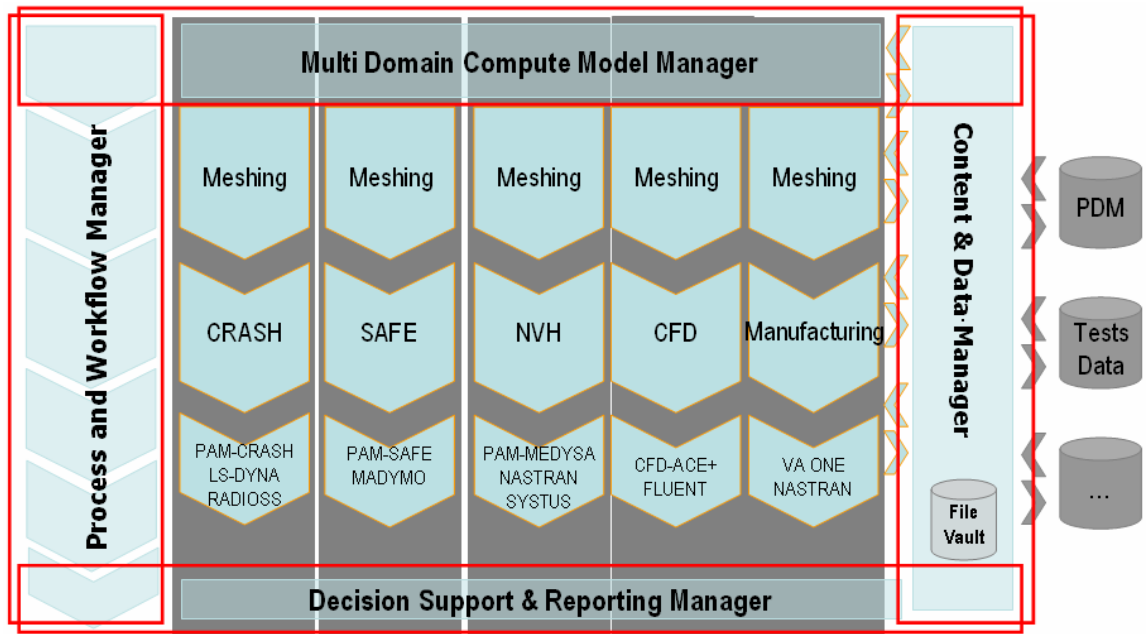 Multi Domain Compute Model Manager
Process and Workflow Manager
Meshing
Meshing
Meshing
Meshing
Meshing
CRASH
SAFE
NVH
CFD
Manufacturing
PAM-CRASH
LS-DYNA
RADIOSS
PAM-SAFE
MADYMO
PAM-MEDYSA
NASTRAN
SYSTUS
CFD-ACE+
FLUENT
VA ONE
NASTRAN
Content & Data·Manager
File
Vault
PDM
Tests
Data
...
Decision Support & Reporting Manager